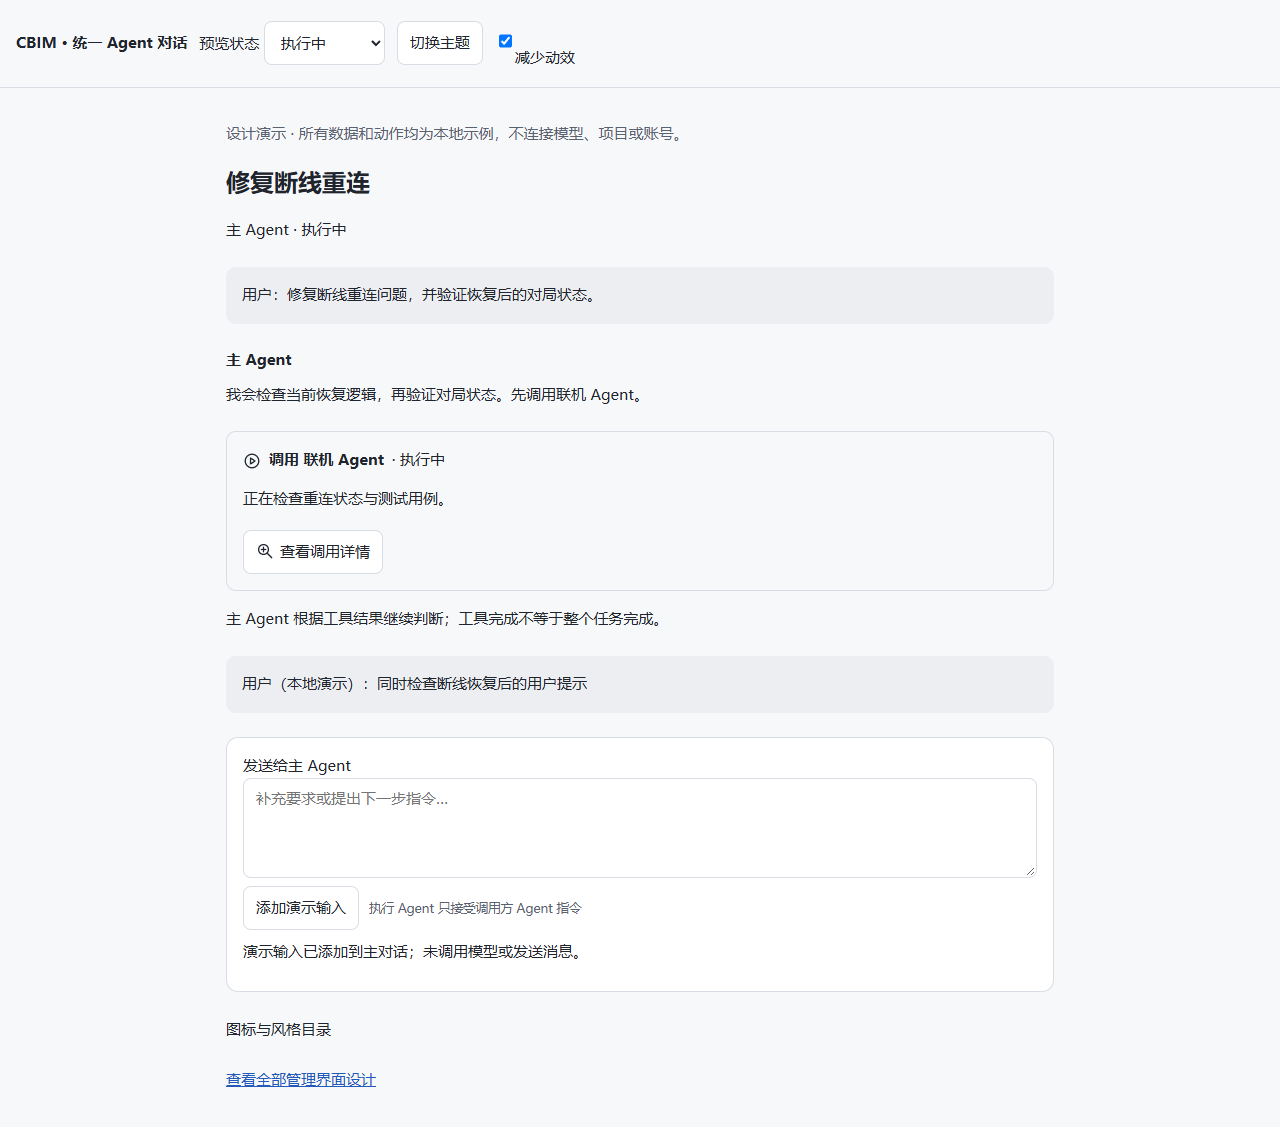 CBIM · 统一 Agent 对话 预览状态 执行中 切换主题 减少动效
设计演示 · 所有数据和动作均为本地示例，不连接模型、项目或账号。
修复断线重连
主 Agent · 执行中
用户：修复断线重连问题，并验证恢复后的对局状态。
主 Agent
我会检查当前恢复逻辑，再验证对局状态。先调用联机 Agent。
调用 联机 Agent · 执行中
正在检查重连状态与测试用例。
查看调用详情
主 Agent 根据工具结果继续判断；工具完成不等于整个任务完成。
用户（本地演示）：同时检查断线恢复后的用户提示
发送给主 Agent
补充要求或提出下一步指令...
添加演示输入 执行 Agent 只接受调用方 Agent 指令
演示输入已添加到主对话；未调用模型或发送消息。
图标与风格目录
查看全部管理界面设计